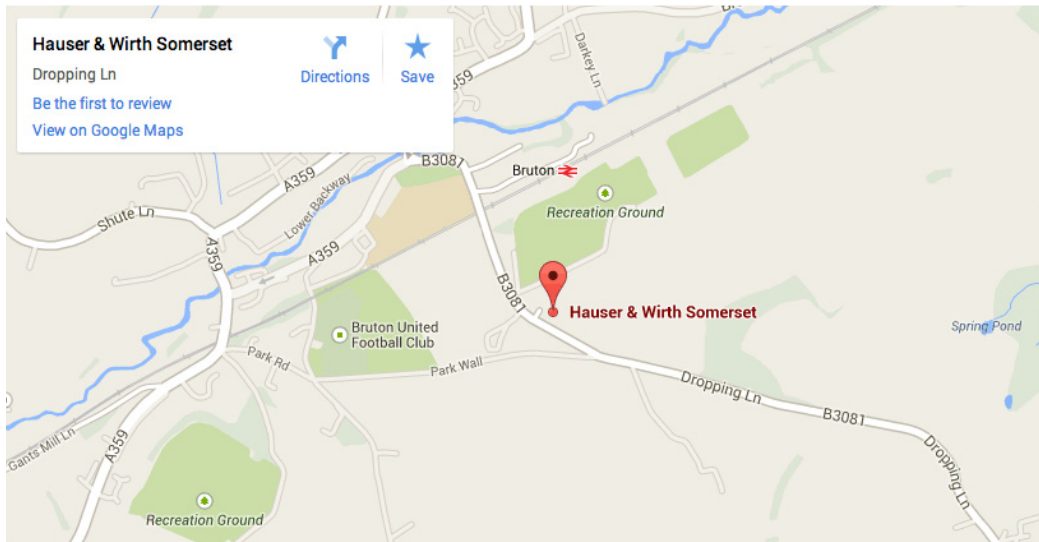 Hauser & Wirth Somerset
Dropping Ln
Be the first to review
View on Google Maps
Directions
Save
Darkey Ln
B3081
Bruton
A359
Lower Backway
Shute Ln
Recreation Ground
A359
A359
B3081
Hauser & Wirth Somerset
Bruton United
Football Club
Spring Pond
Park Rd
Park Wall
Dropping Ln
B3081
Gants Mill Ln
A359
Dropping Ln
Recreation Ground